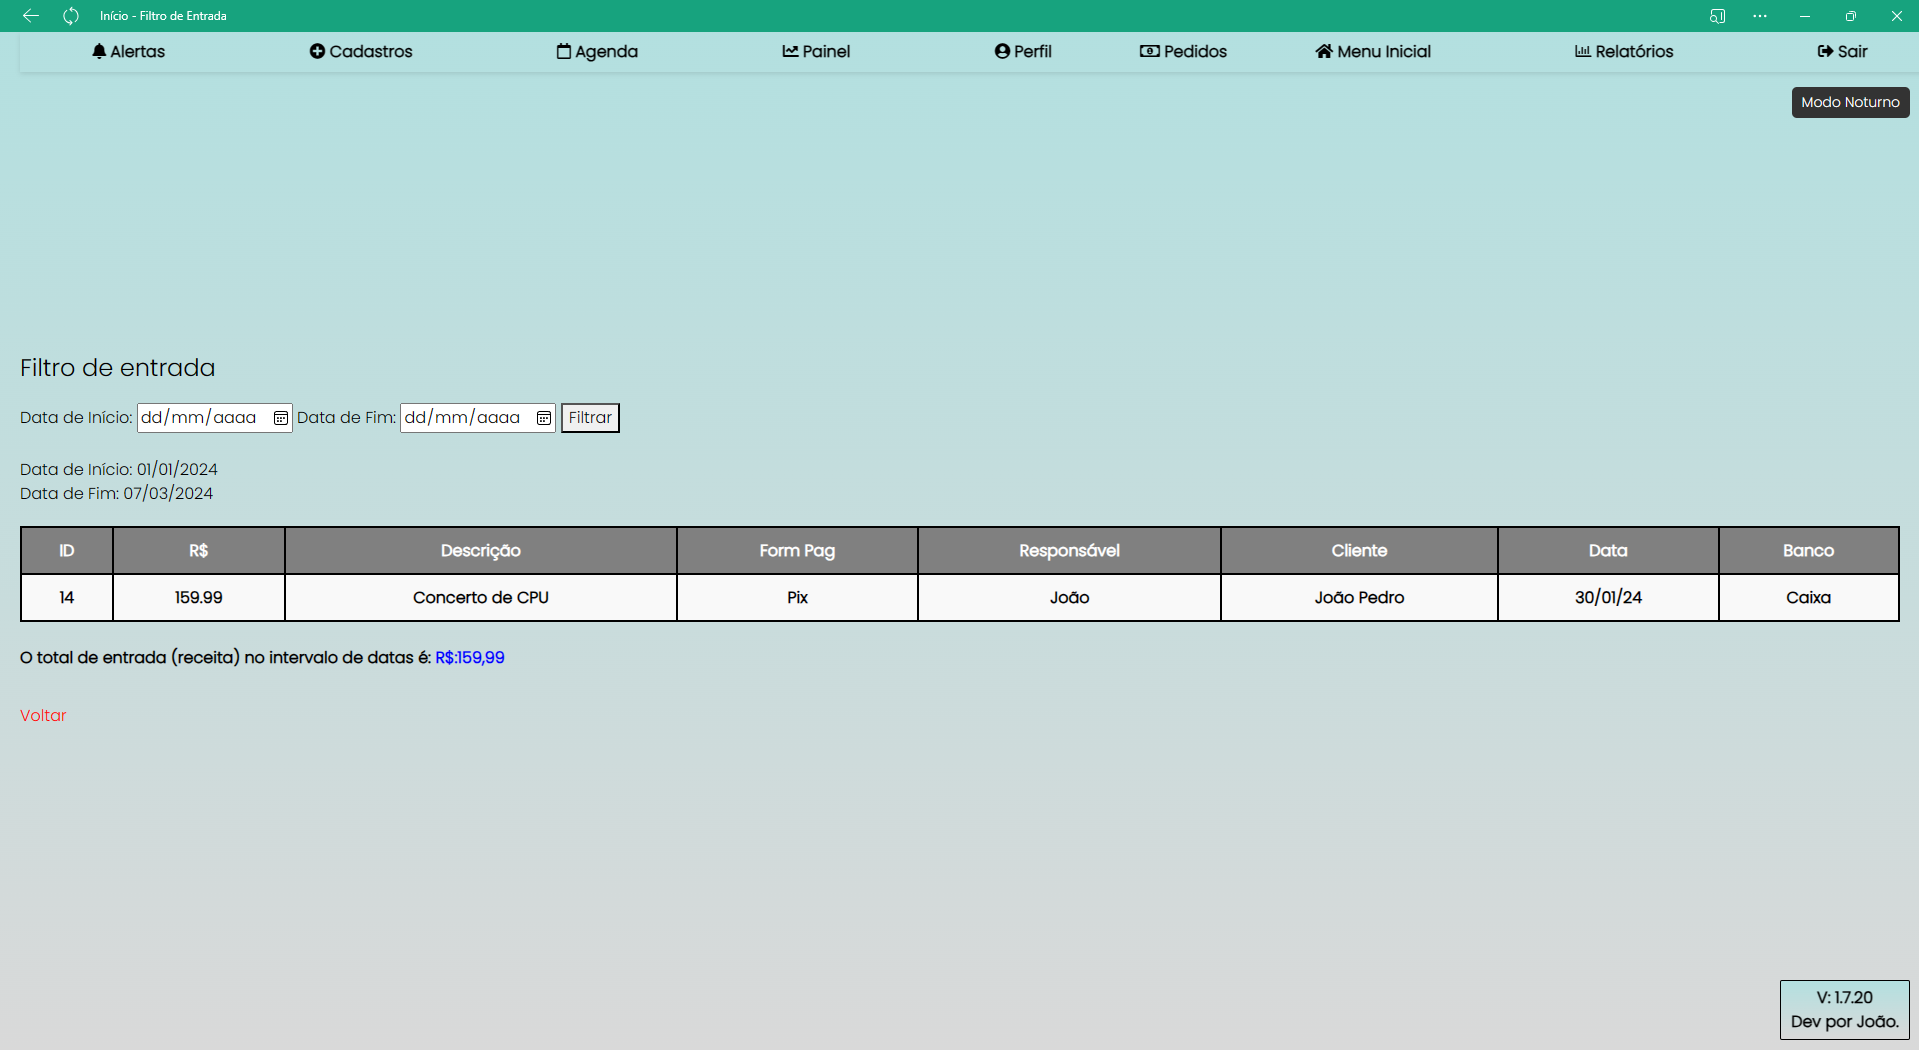 Início - Filtro de Entrada
Alertas Cadastros Agenda Painel Perfil Pedidos Menu Inicial Relatórios Sair
Modo Noturno
Filtro de entrada
Data de Início: dd/mm/aaaa Data de Fim: dd/mm/aaaa Filtrar
Data de Início: 01/01/2024
Data de Fim: 07/03/2024
ID R$ Descrição Form Pag Responsável Cliente Data Banco
14 159.99 Concerto de CPU Pix João João Pedro 30/01/24 Caixa
O total de entrada (receita) no intervalo de datas é: R$:159,99
Voltar
V: 1.7.20
Dev por João.